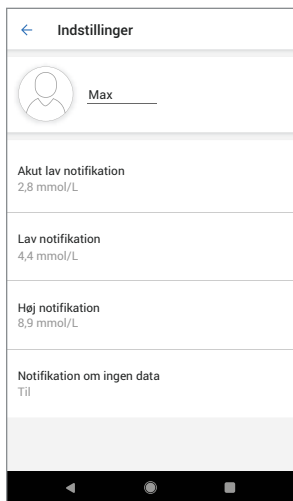 Indstillinger
Max
Akut lav notifikation
2,8 mmol/L
Lav notifikation
4,4 mmol/L
Høj notifikation
8,9 mmol/L
Notifikation om ingen data
Til